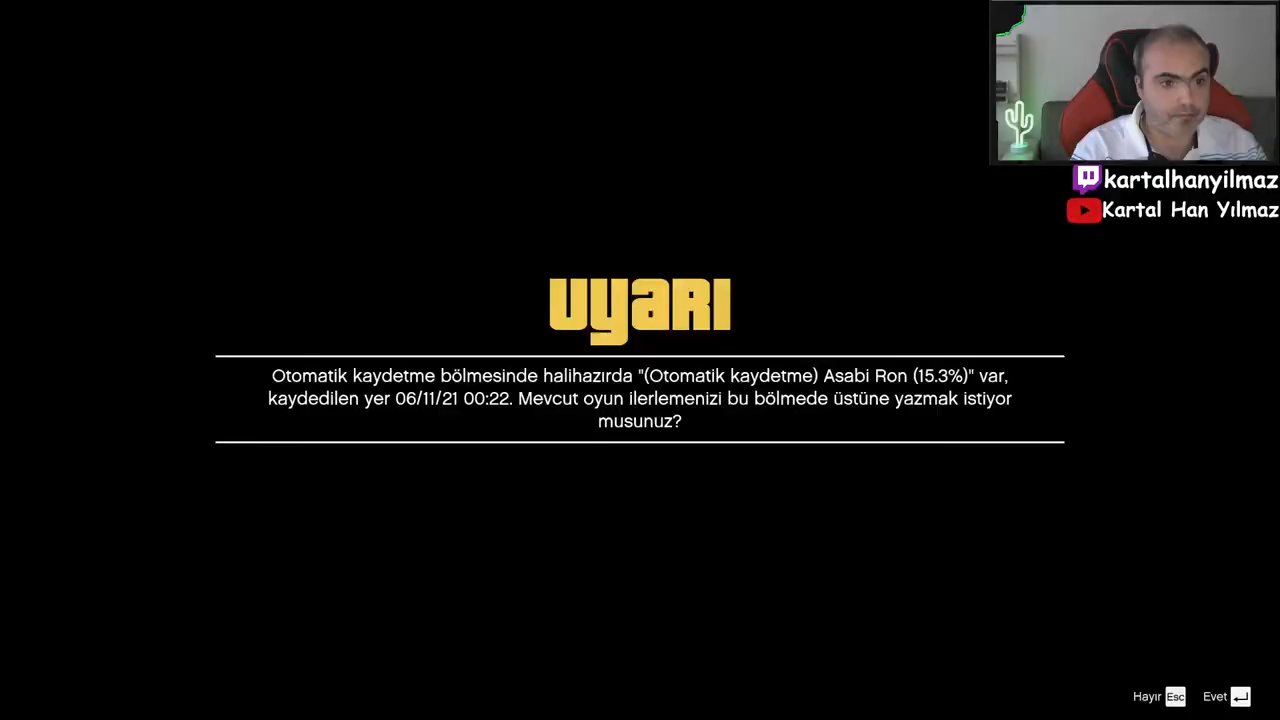 kartalhanyilmaz
Kartal Han Yılmaz
UyaRI
Otomatik kaydetme bölmesinde halihazırda "(Otomatik kaydetme) Asabi Ron (15.3%)" var,
kaydedilen yer 06/11/21 00:22. Mevcut oyun ilerlemenizi bu bölmede üstüne yazmak istiyor
musunuz?
Hayır Esc Evet